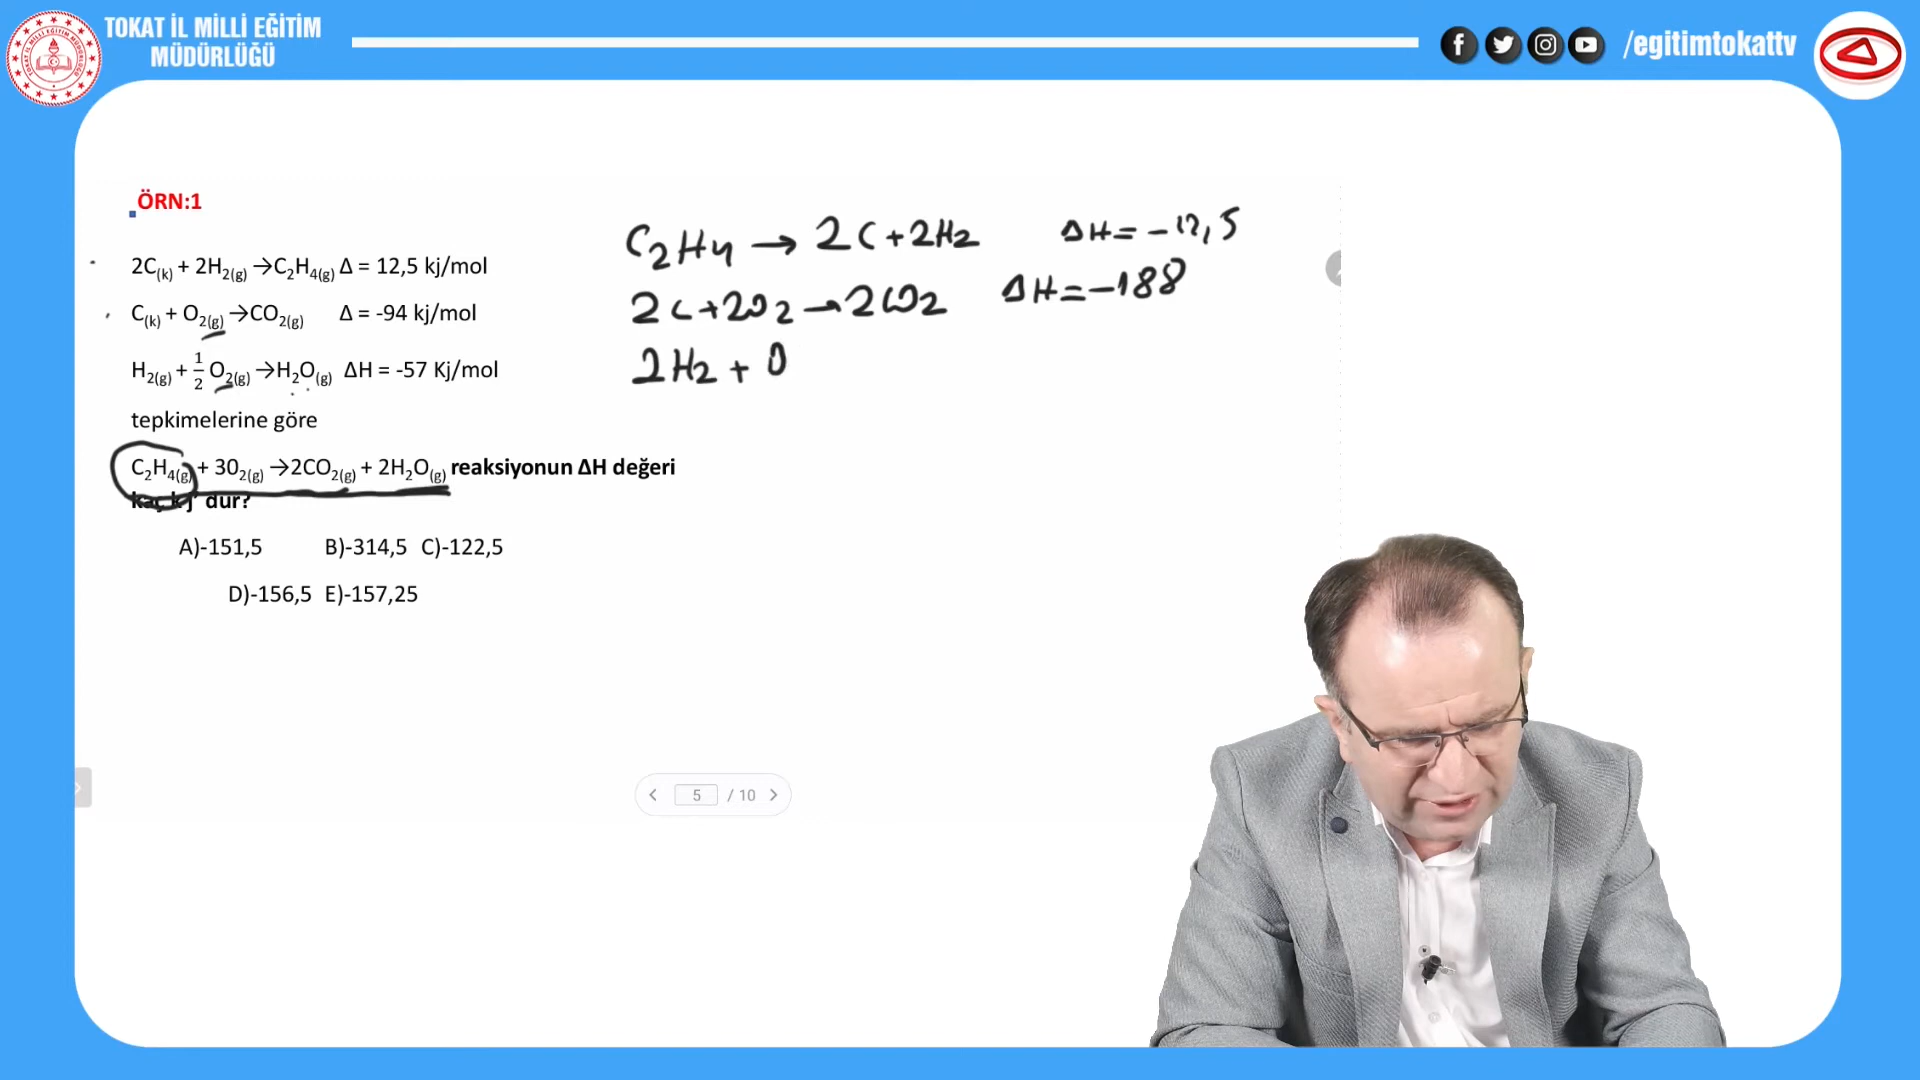 TOKAT İL MİLLİ EĞİTİM
MÜDÜRLÜĞÜ
/egitimtokattv
ÖRN:1
2C(k) + 2H2(g) →C2H4(g) Δ = 12,5 kj/mol
C(k) + O2(g) →CO2(g) Δ = -94 kj/mol
H2(g) + 1/2 O2(g) →H2O(g) ΔH = -57 Kj/mol
tepkimelerine göre
C2H4(g) + 302(g) →2CO2(g) + 2H2O(g) reaksiyonun ΔH değeri
kaç kj' dur?
A)-151,5 B)-314,5 C)-122,5
D)-156,5 E)-157,25
C2H4 → 2C+2H2 ΔH=-12,5
2C+2O2→2CO2 ΔH=-188
2H2 + O
5 / 10